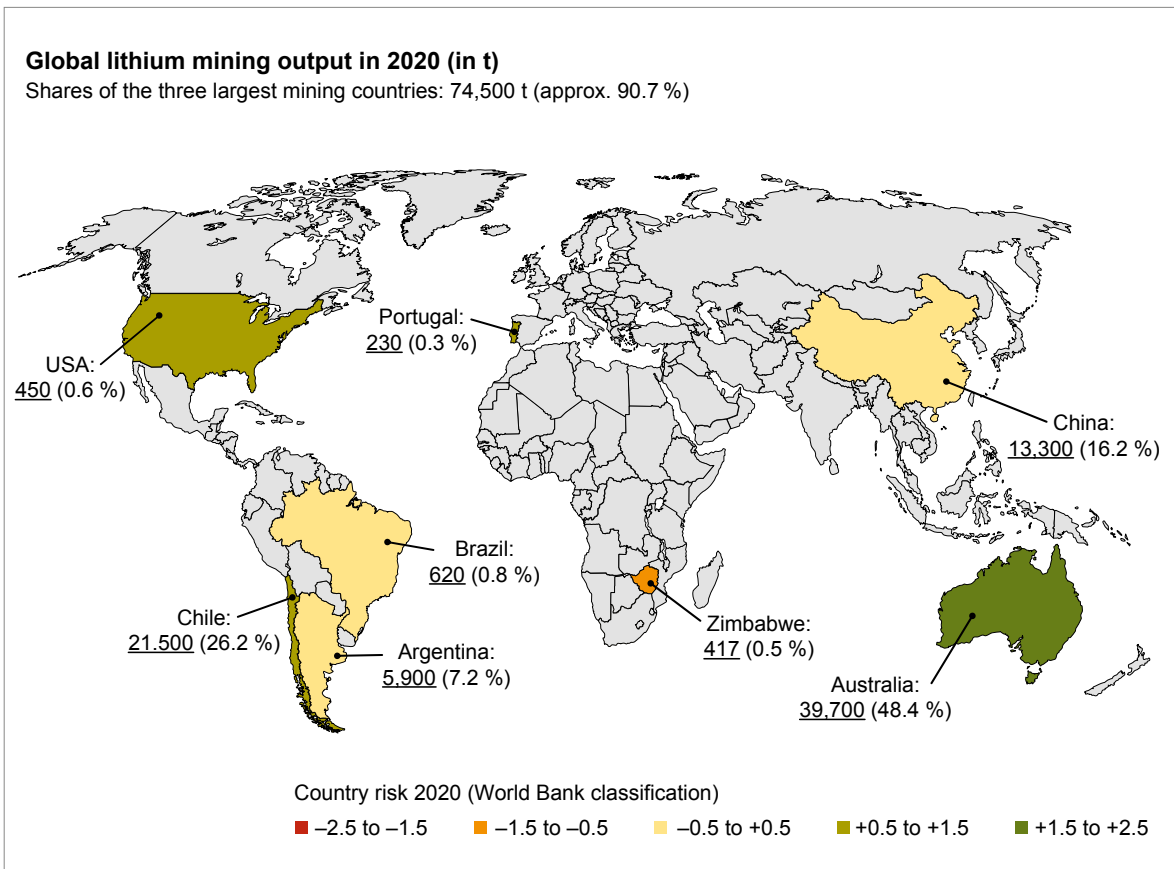 Global lithium mining output in 2020 (in t)
Shares of the three largest mining countries: 74,500 t (approx. 90.7 %)
USA:
450 (0.6 %)
Portugal:
230 (0.3 %)
China:
13,300 (16.2 %)
Brazil:
620 (0.8 %)
Chile:
21.500 (26.2 %)
Argentina:
5,900 (7.2 %)
Zimbabwe:
417 (0.5 %)
Australia:
39,700 (48.4 %)
Country risk 2020 (World Bank classification)
–2.5 to –1.5 –1.5 to –0.5 –0.5 to +0.5 +0.5 to +1.5 +1.5 to +2.5